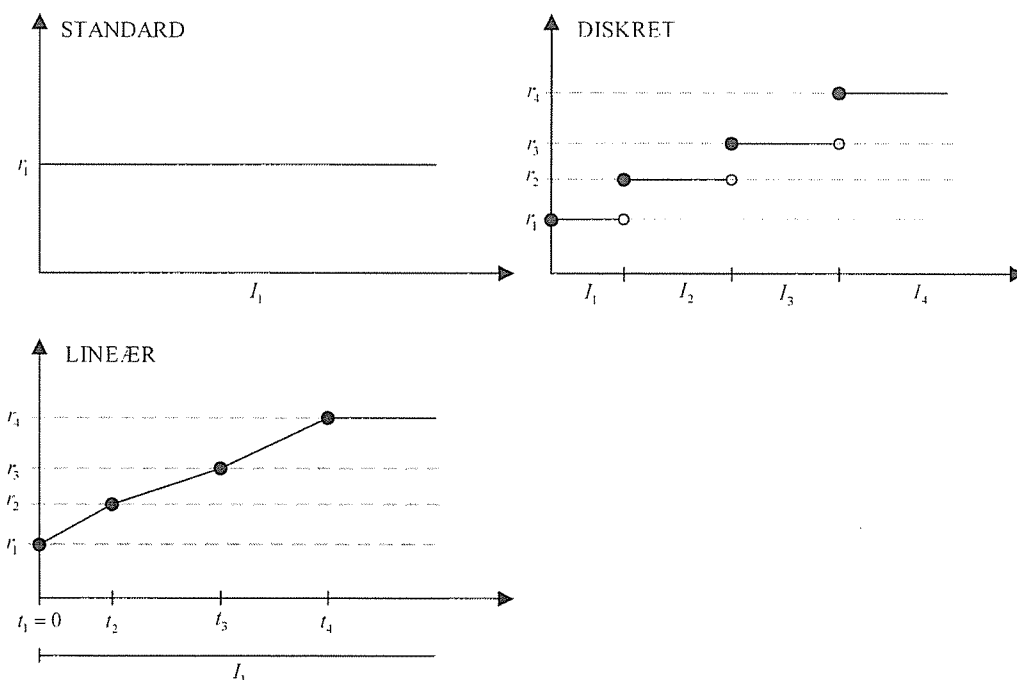 STANDARD
r₁
I₁
DISKRET
r₄
r₃
r₂
r₁
I₁ I₂ I₃ I₄
LINEÆR
r₄
r₃
r₂
r₁
t₁ = 0 t₂ t₃ t₄
I₁